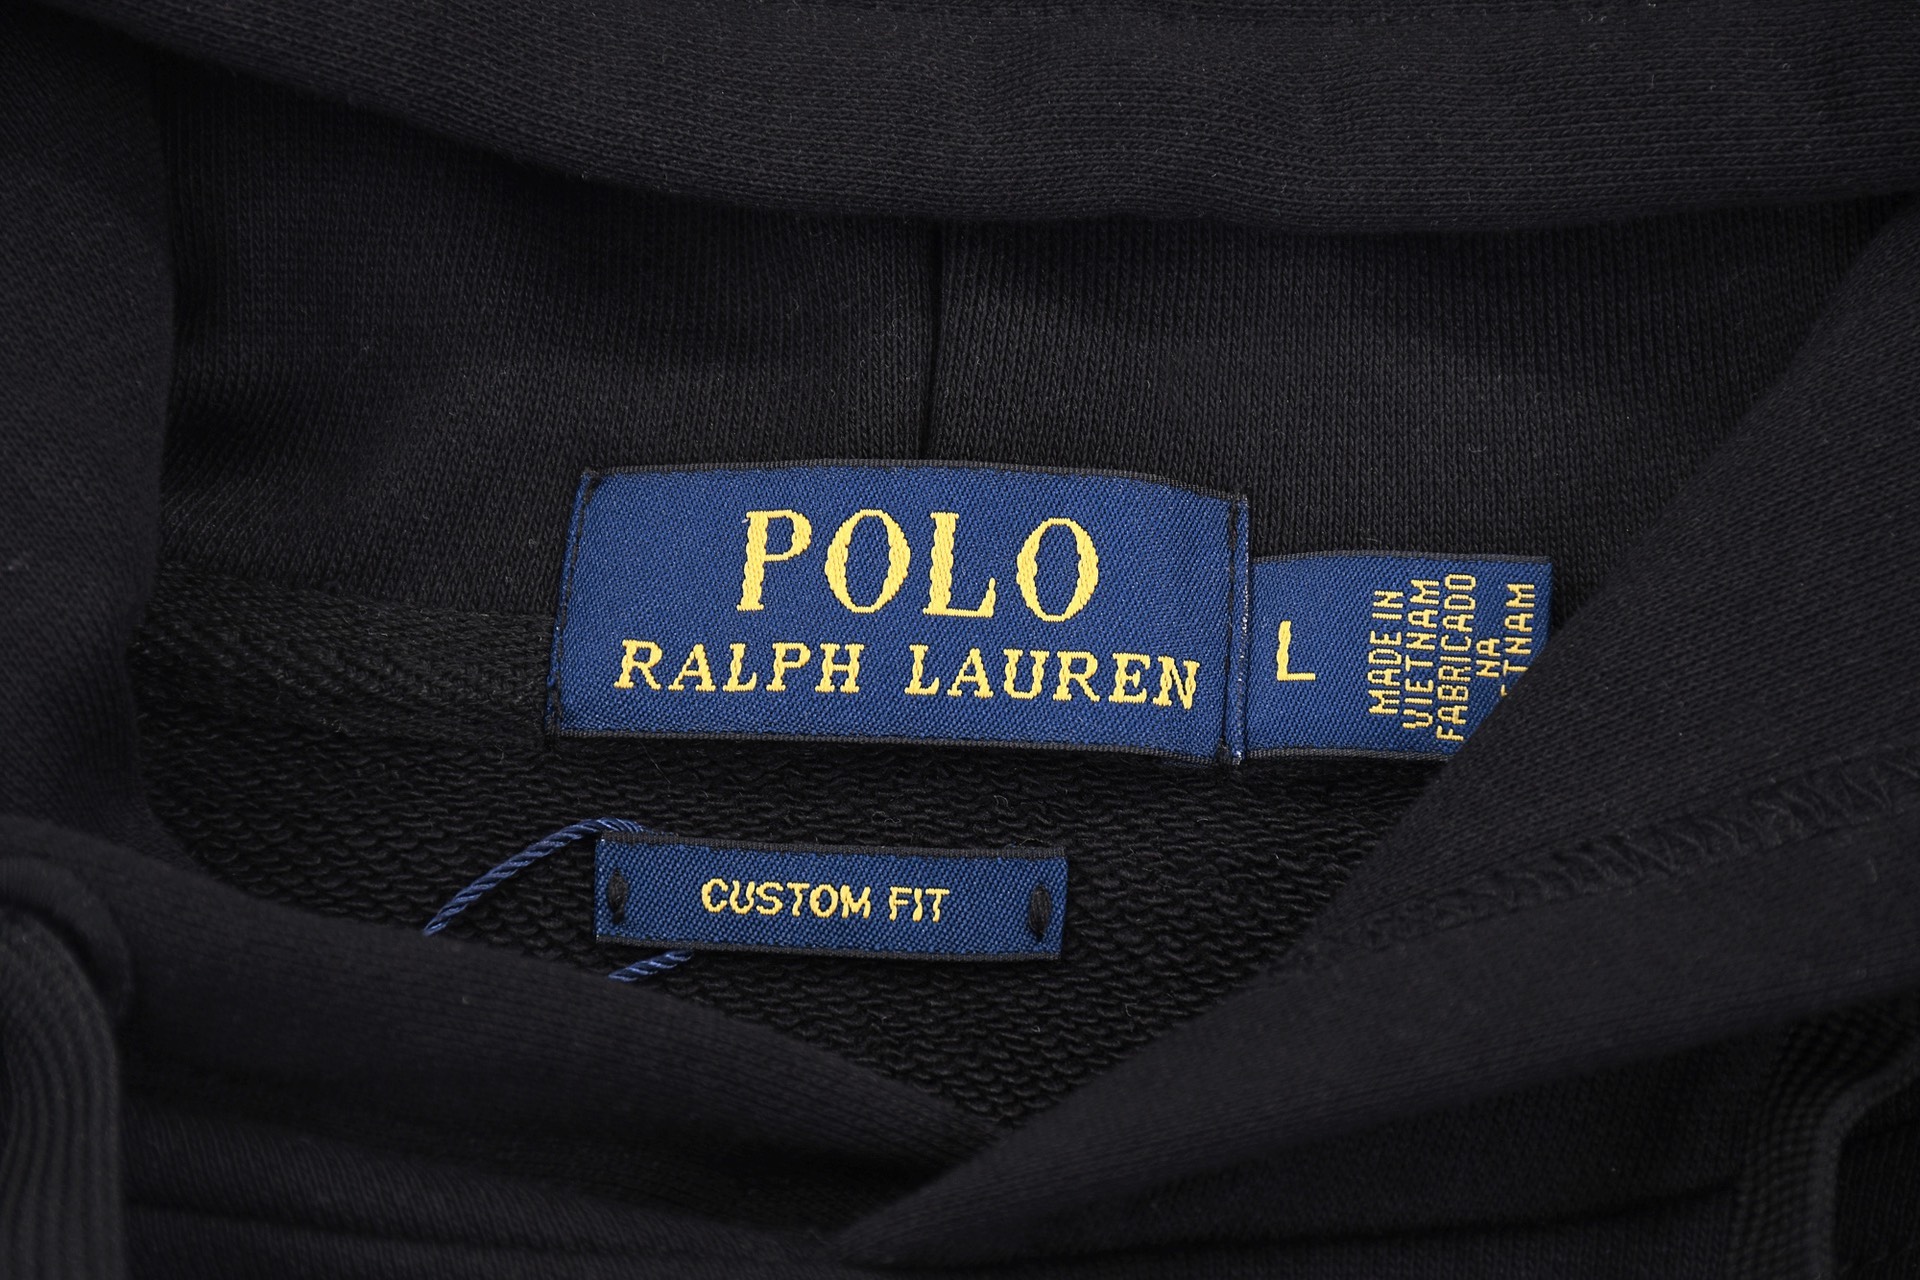 POLO
RALPH LAUREN
L
MADE IN
VIETNAM
FABRICADO
NA
CUSTOM FIT